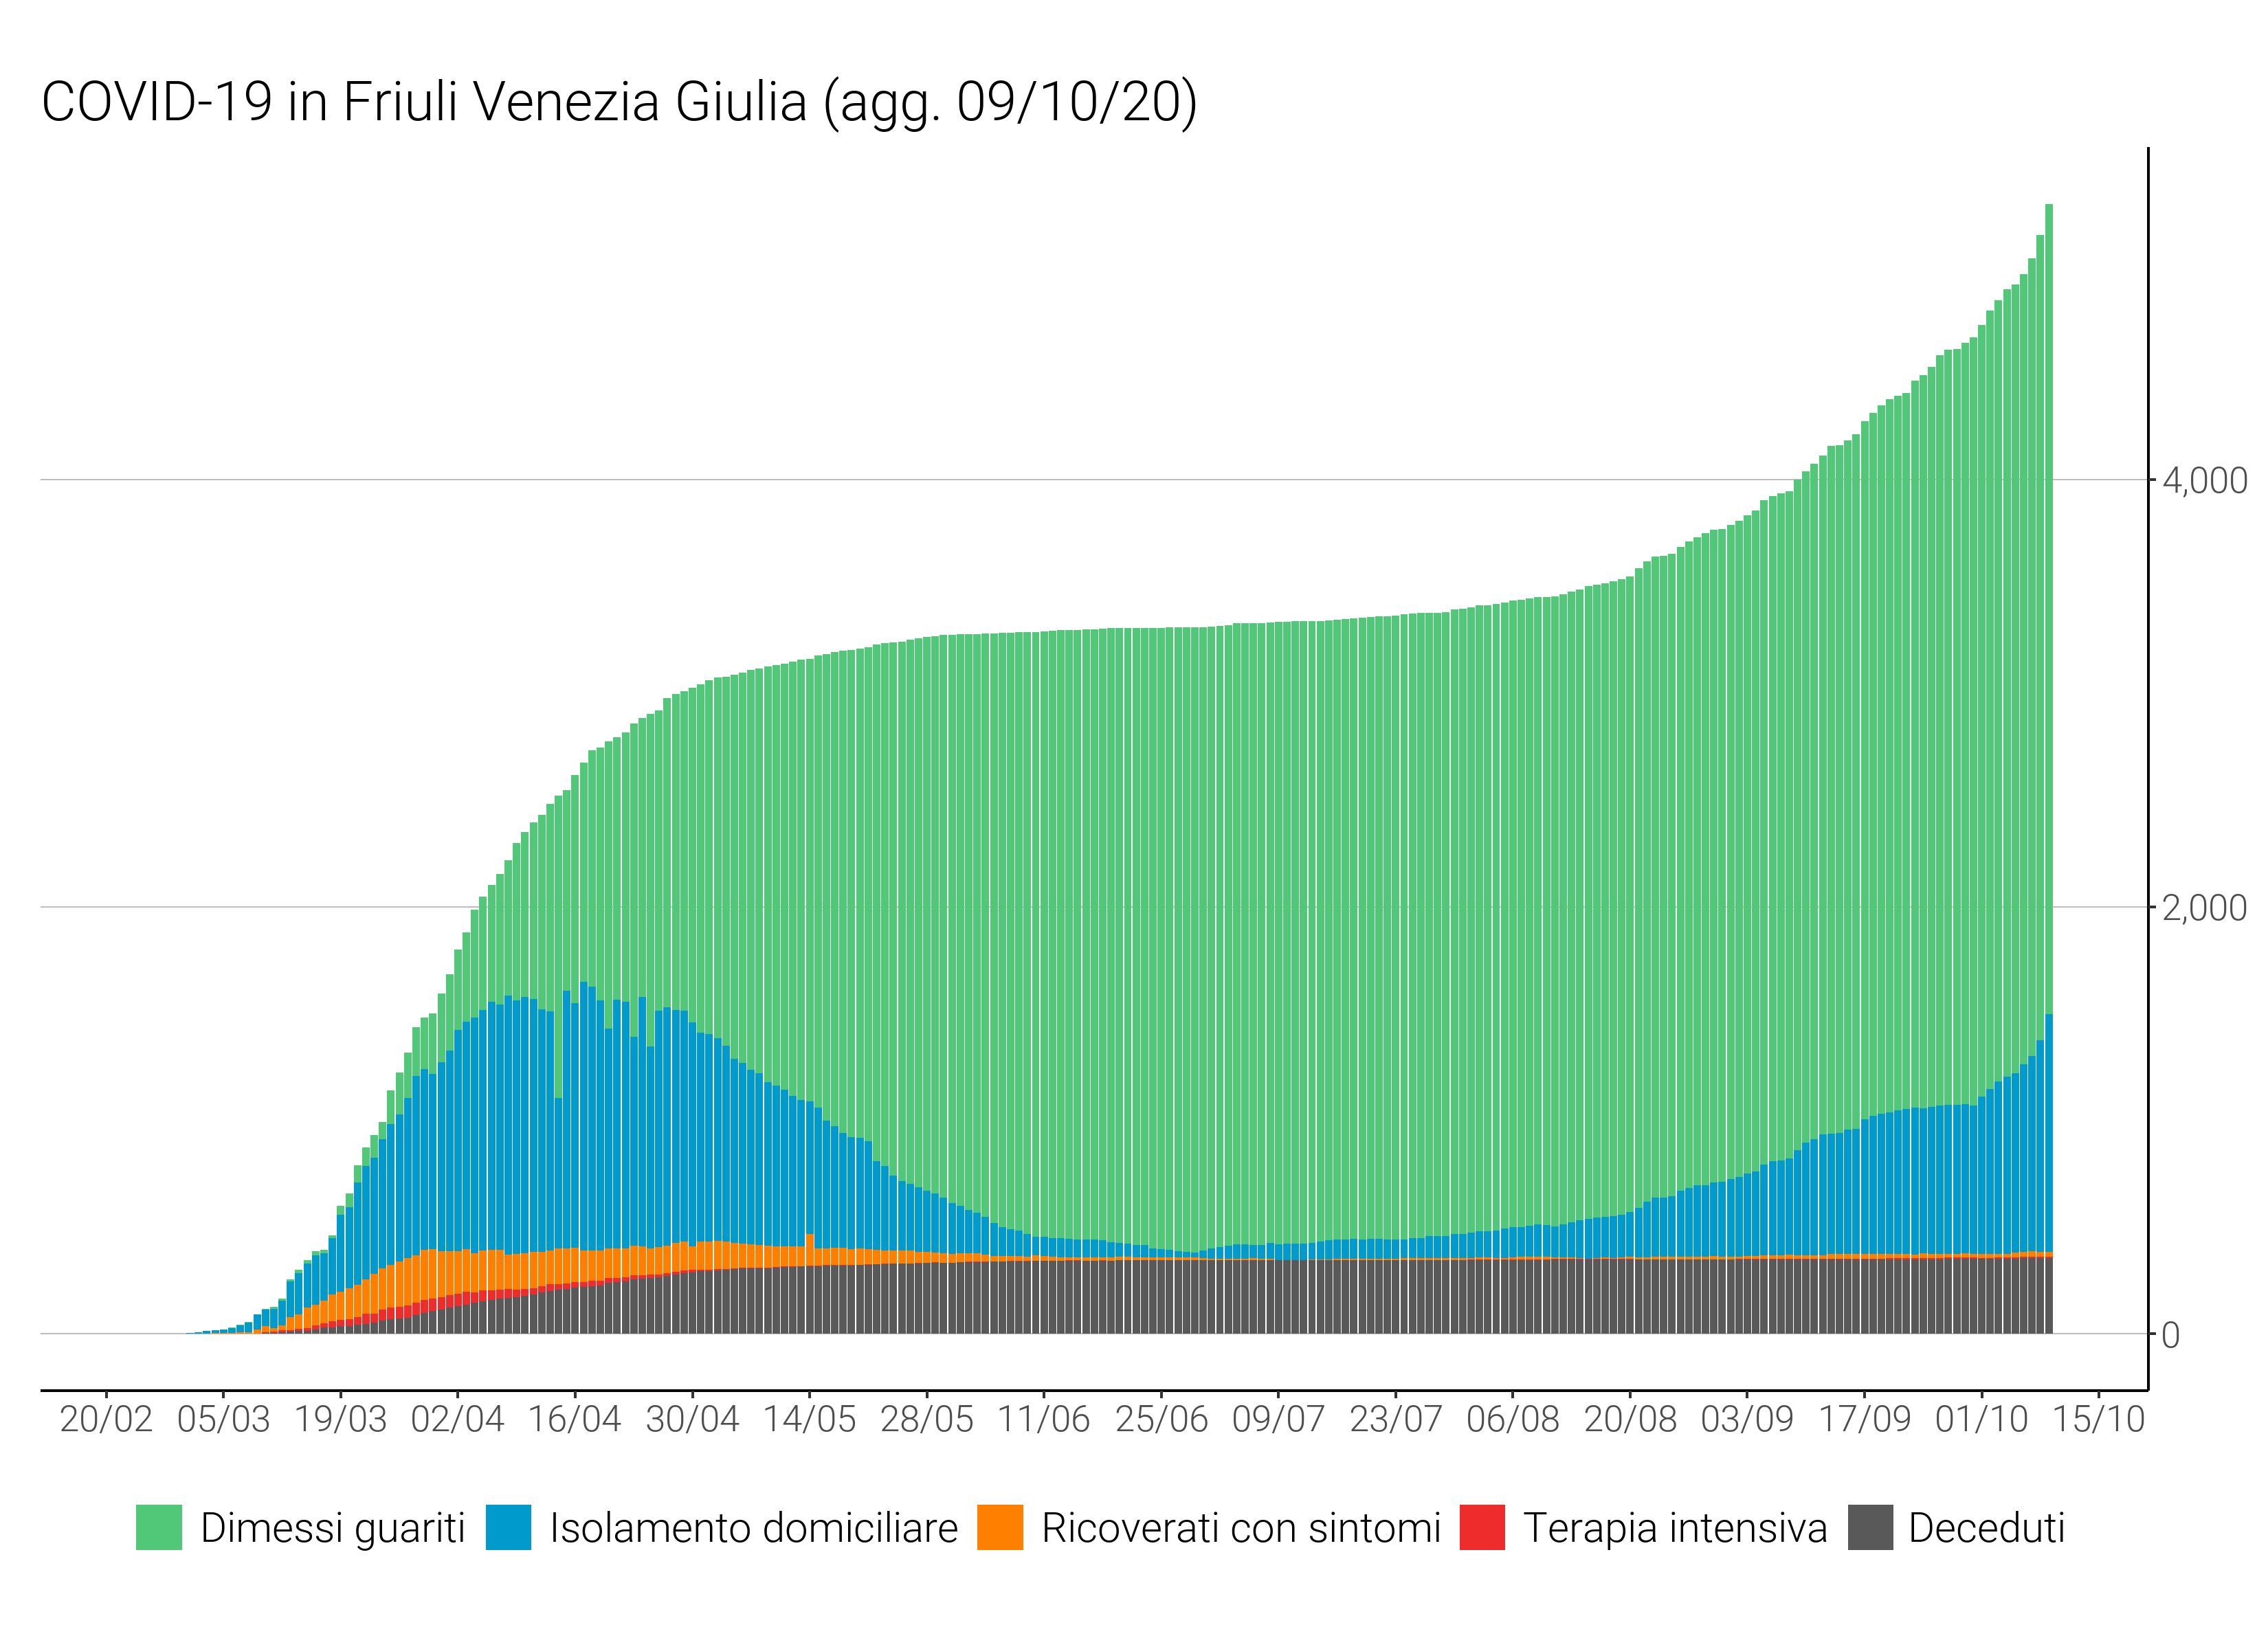 COVID-19 in Friuli Venezia Giulia (agg. 09/10/20)
4,000
2,000
0
20/02 05/03 19/03 02/04 16/04 30/04 14/05 28/05 11/06 25/06 09/07 23/07 06/08 20/08 03/09 17/09 01/10 15/10
Dimessi guariti Isolamento domiciliare Ricoverati con sintomi Terapia intensiva Deceduti